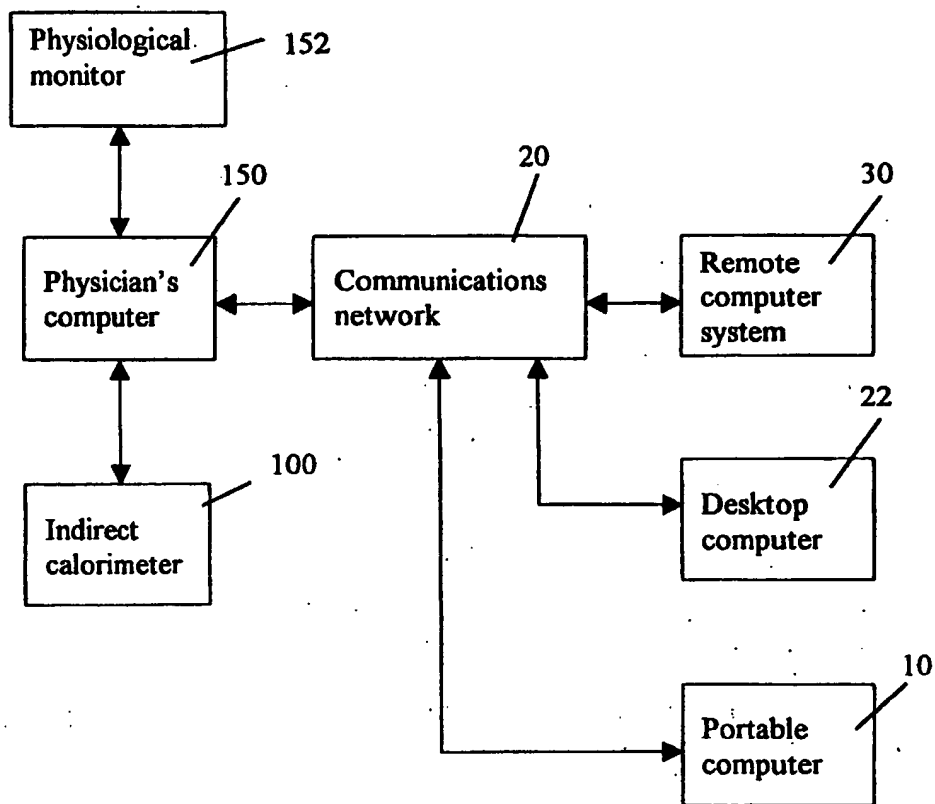 Physiological
monitor
152
150
20
30
Physician's
computer
Communications
network
Remote
computer
system
22
100
Indirect
calorimeter
Desktop
computer
10
Portable
computer